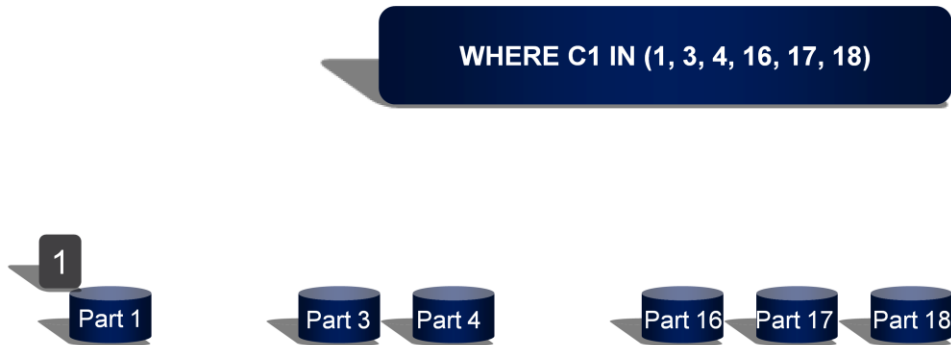 WHERE C1 IN (1, 3, 4, 16, 17, 18)
1
Part 1
Part 3
Part 4
Part 16
Part 17
Part 18